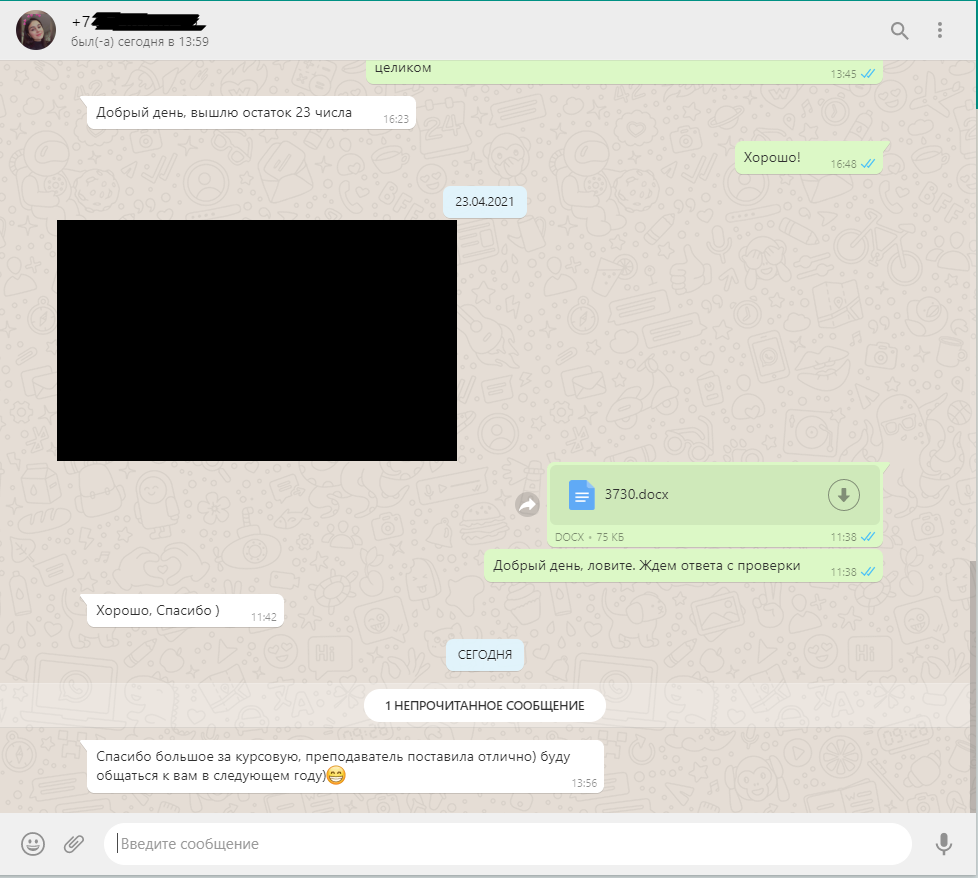 +7
был(-а) сегодня в 13:59
целиком
13:45
Добрый день, вышлю остаток 23 числа
16:23
Хорошо!
16:48
23.04.2021
3730.docx
DOCX • 75 КБ
11:38
Добрый день, ловите. Ждем ответа с проверки
11:38
Хорошо, Спасибо )
11:42
СЕГОДНЯ
1 НЕПРОЧИТАННОЕ СООБЩЕНИЕ
Спасибо большое за курсовую, преподаватель поставила отлично) буду
общаться к вам в следующем году)😁
13:56
Введите сообщение